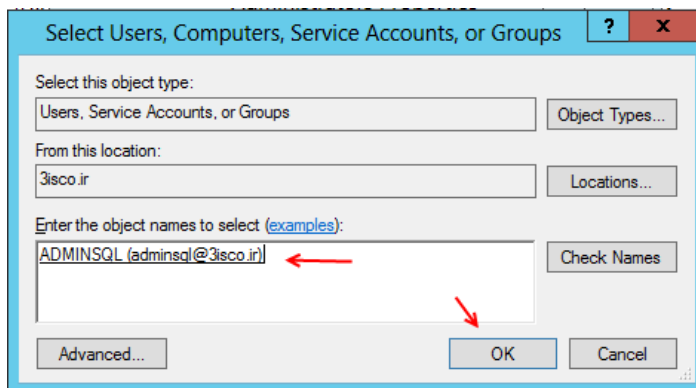 Select Users, Computers, Service Accounts, or Groups
?
x
Select this object type:
Users, Service Accounts, or Groups
Object Types...
From this location:
3isco.ir
Locations...
Enter the object names to select (examples):
ADMINSQL (adminsql@3isco.ir)
Check Names
Advanced...
OK
Cancel